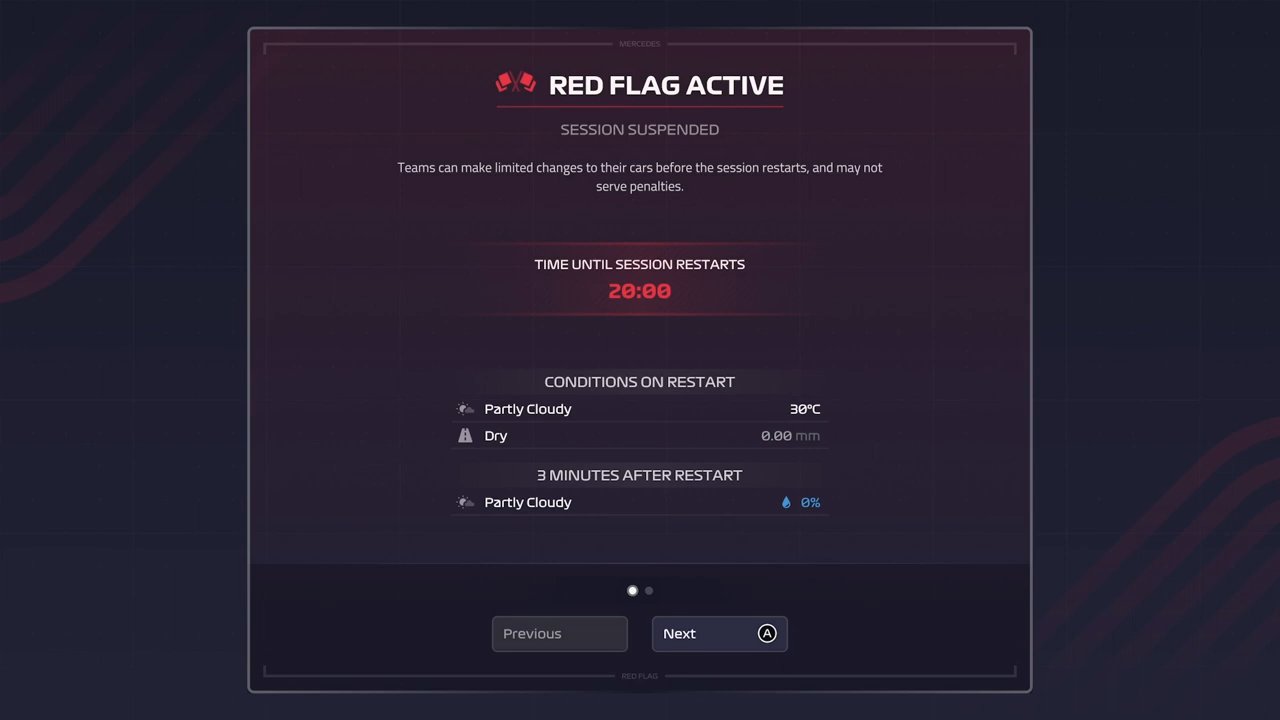 MERCEDES
RED FLAG ACTIVE
SESSION SUSPENDED
Teams can make limited changes to their cars before the session restarts, and may not
serve penalties.
TIME UNTIL SESSION RESTARTS
20:00
CONDITIONS ON RESTART
Partly Cloudy 30°C
Dry 0.00 mm
3 MINUTES AFTER RESTART
Partly Cloudy 0%
Previous Next A
RED FLAG